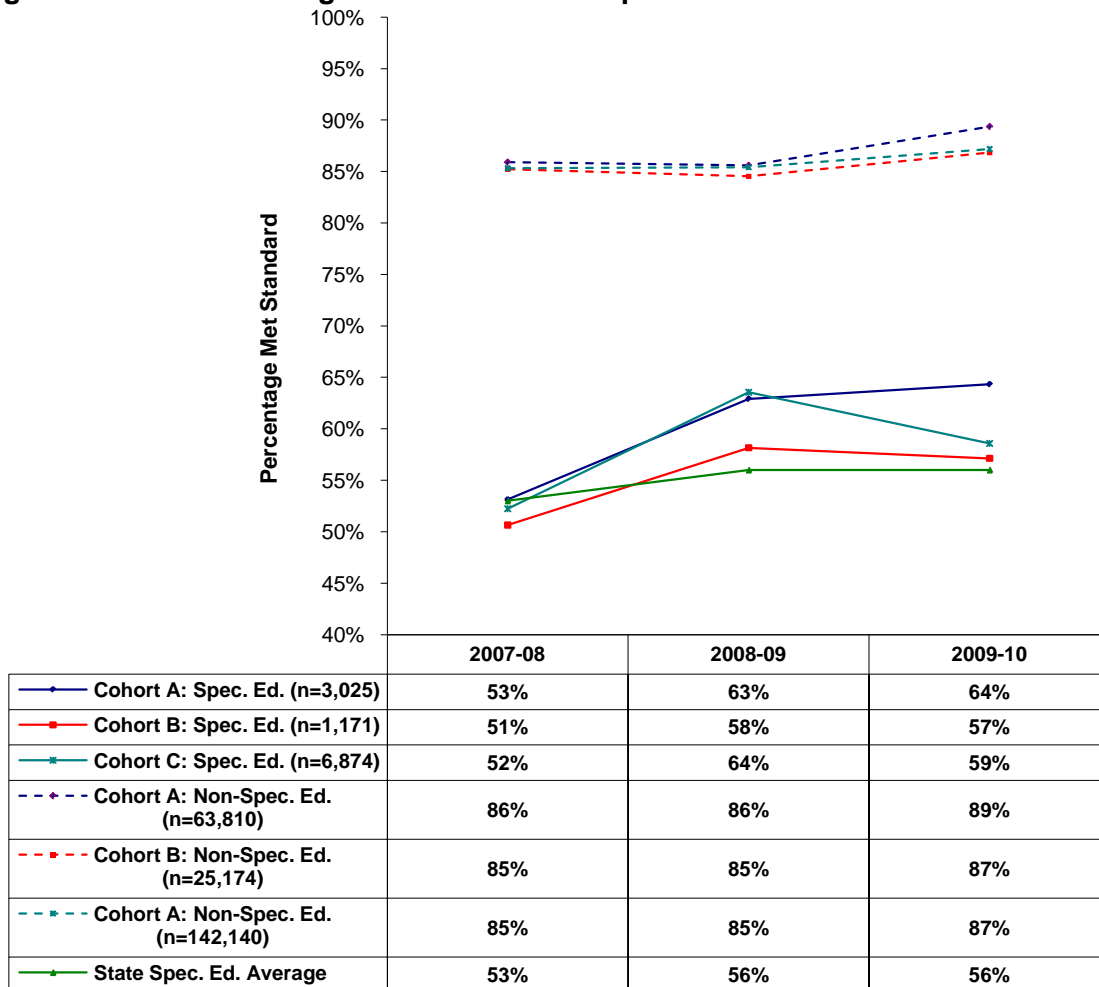 100%
95%
90%
85%
80%
75%
70%
65%
60%
55%
50%
45%
40%
Percentage Met Standard
2007-08 2008-09 2009-10
Cohort A: Spec. Ed. (n=3,025) 53% 63% 64%
Cohort B: Spec. Ed. (n=1,171) 51% 58% 57%
Cohort C: Spec. Ed. (n=6,874) 52% 64% 59%
Cohort A: Non-Spec. Ed.
(n=63,810) 86% 86% 89%
Cohort B: Non-Spec. Ed.
(n=25,174) 85% 85% 87%
Cohort A: Non-Spec. Ed.
(n=142,140) 85% 85% 87%
State Spec. Ed. Average 53% 56% 56%